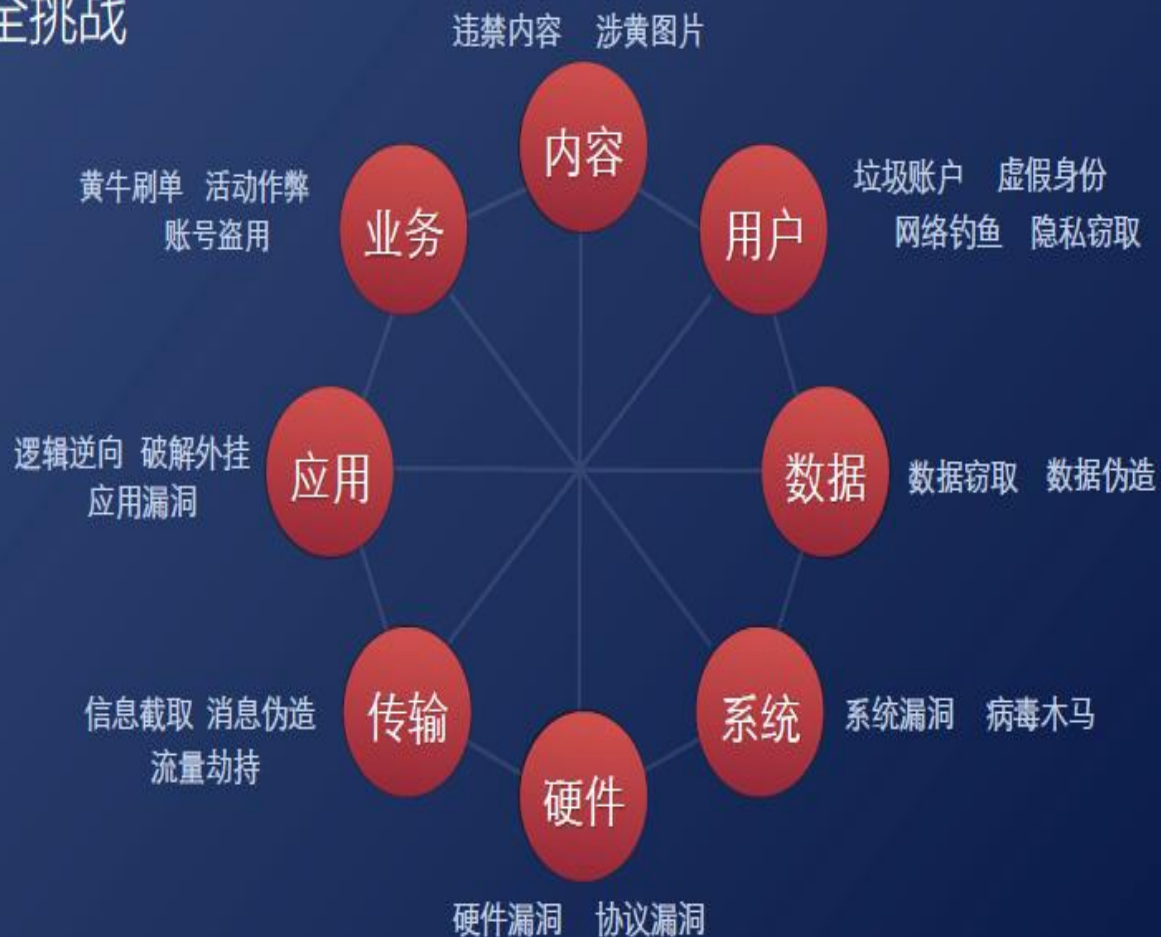 全挑战
违禁内容 涉黄图片
内容
黄牛刷单 活动作弊
账号盗用
业务
用户
垃圾账户 虚假身份
网络钓鱼 隐私窃取
逻辑逆向 破解外挂
应用漏洞
应用
数据
数据窃取 数据伪造
信息截取 消息伪造
流量劫持
传输
系统
系统漏洞 病毒木马
硬件
硬件漏洞 协议漏洞